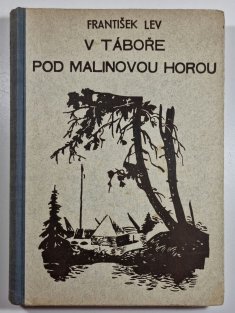 FRANTIŠEK LEV
V TÁBOŘE
POD MALINOVOU HOROU